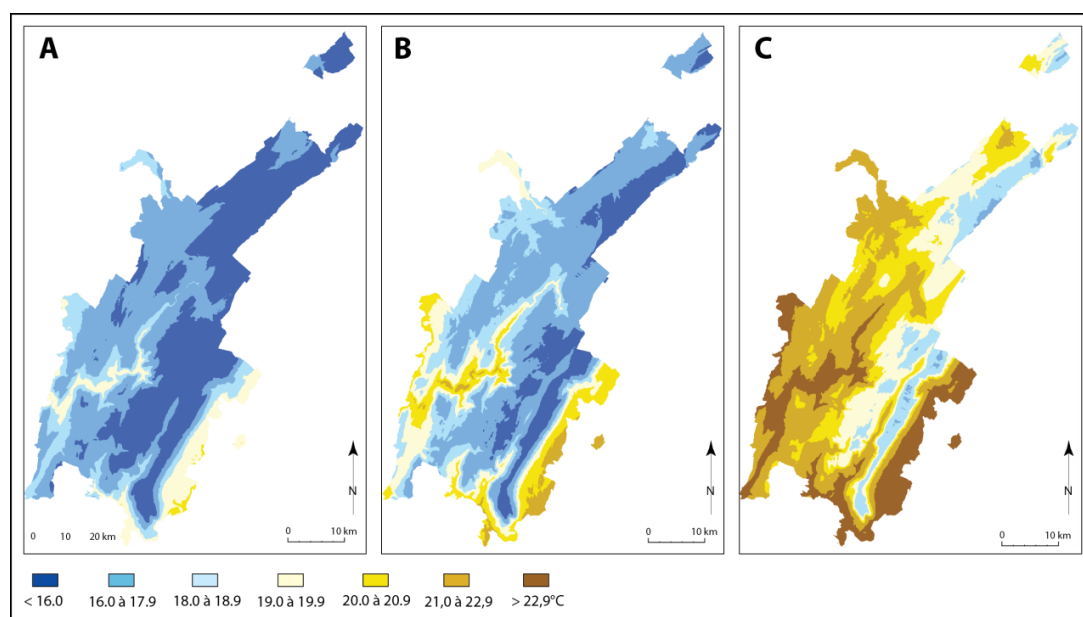 A
B
C
N
N
N
0 10 20 km
0 10 km
0 10 km
0 10 km
< 16.0
16.0 à 17.9
18.0 à 18.9
19.0 à 19.9
20.0 à 20.9
21,0 à 22,9
> 22,9°C